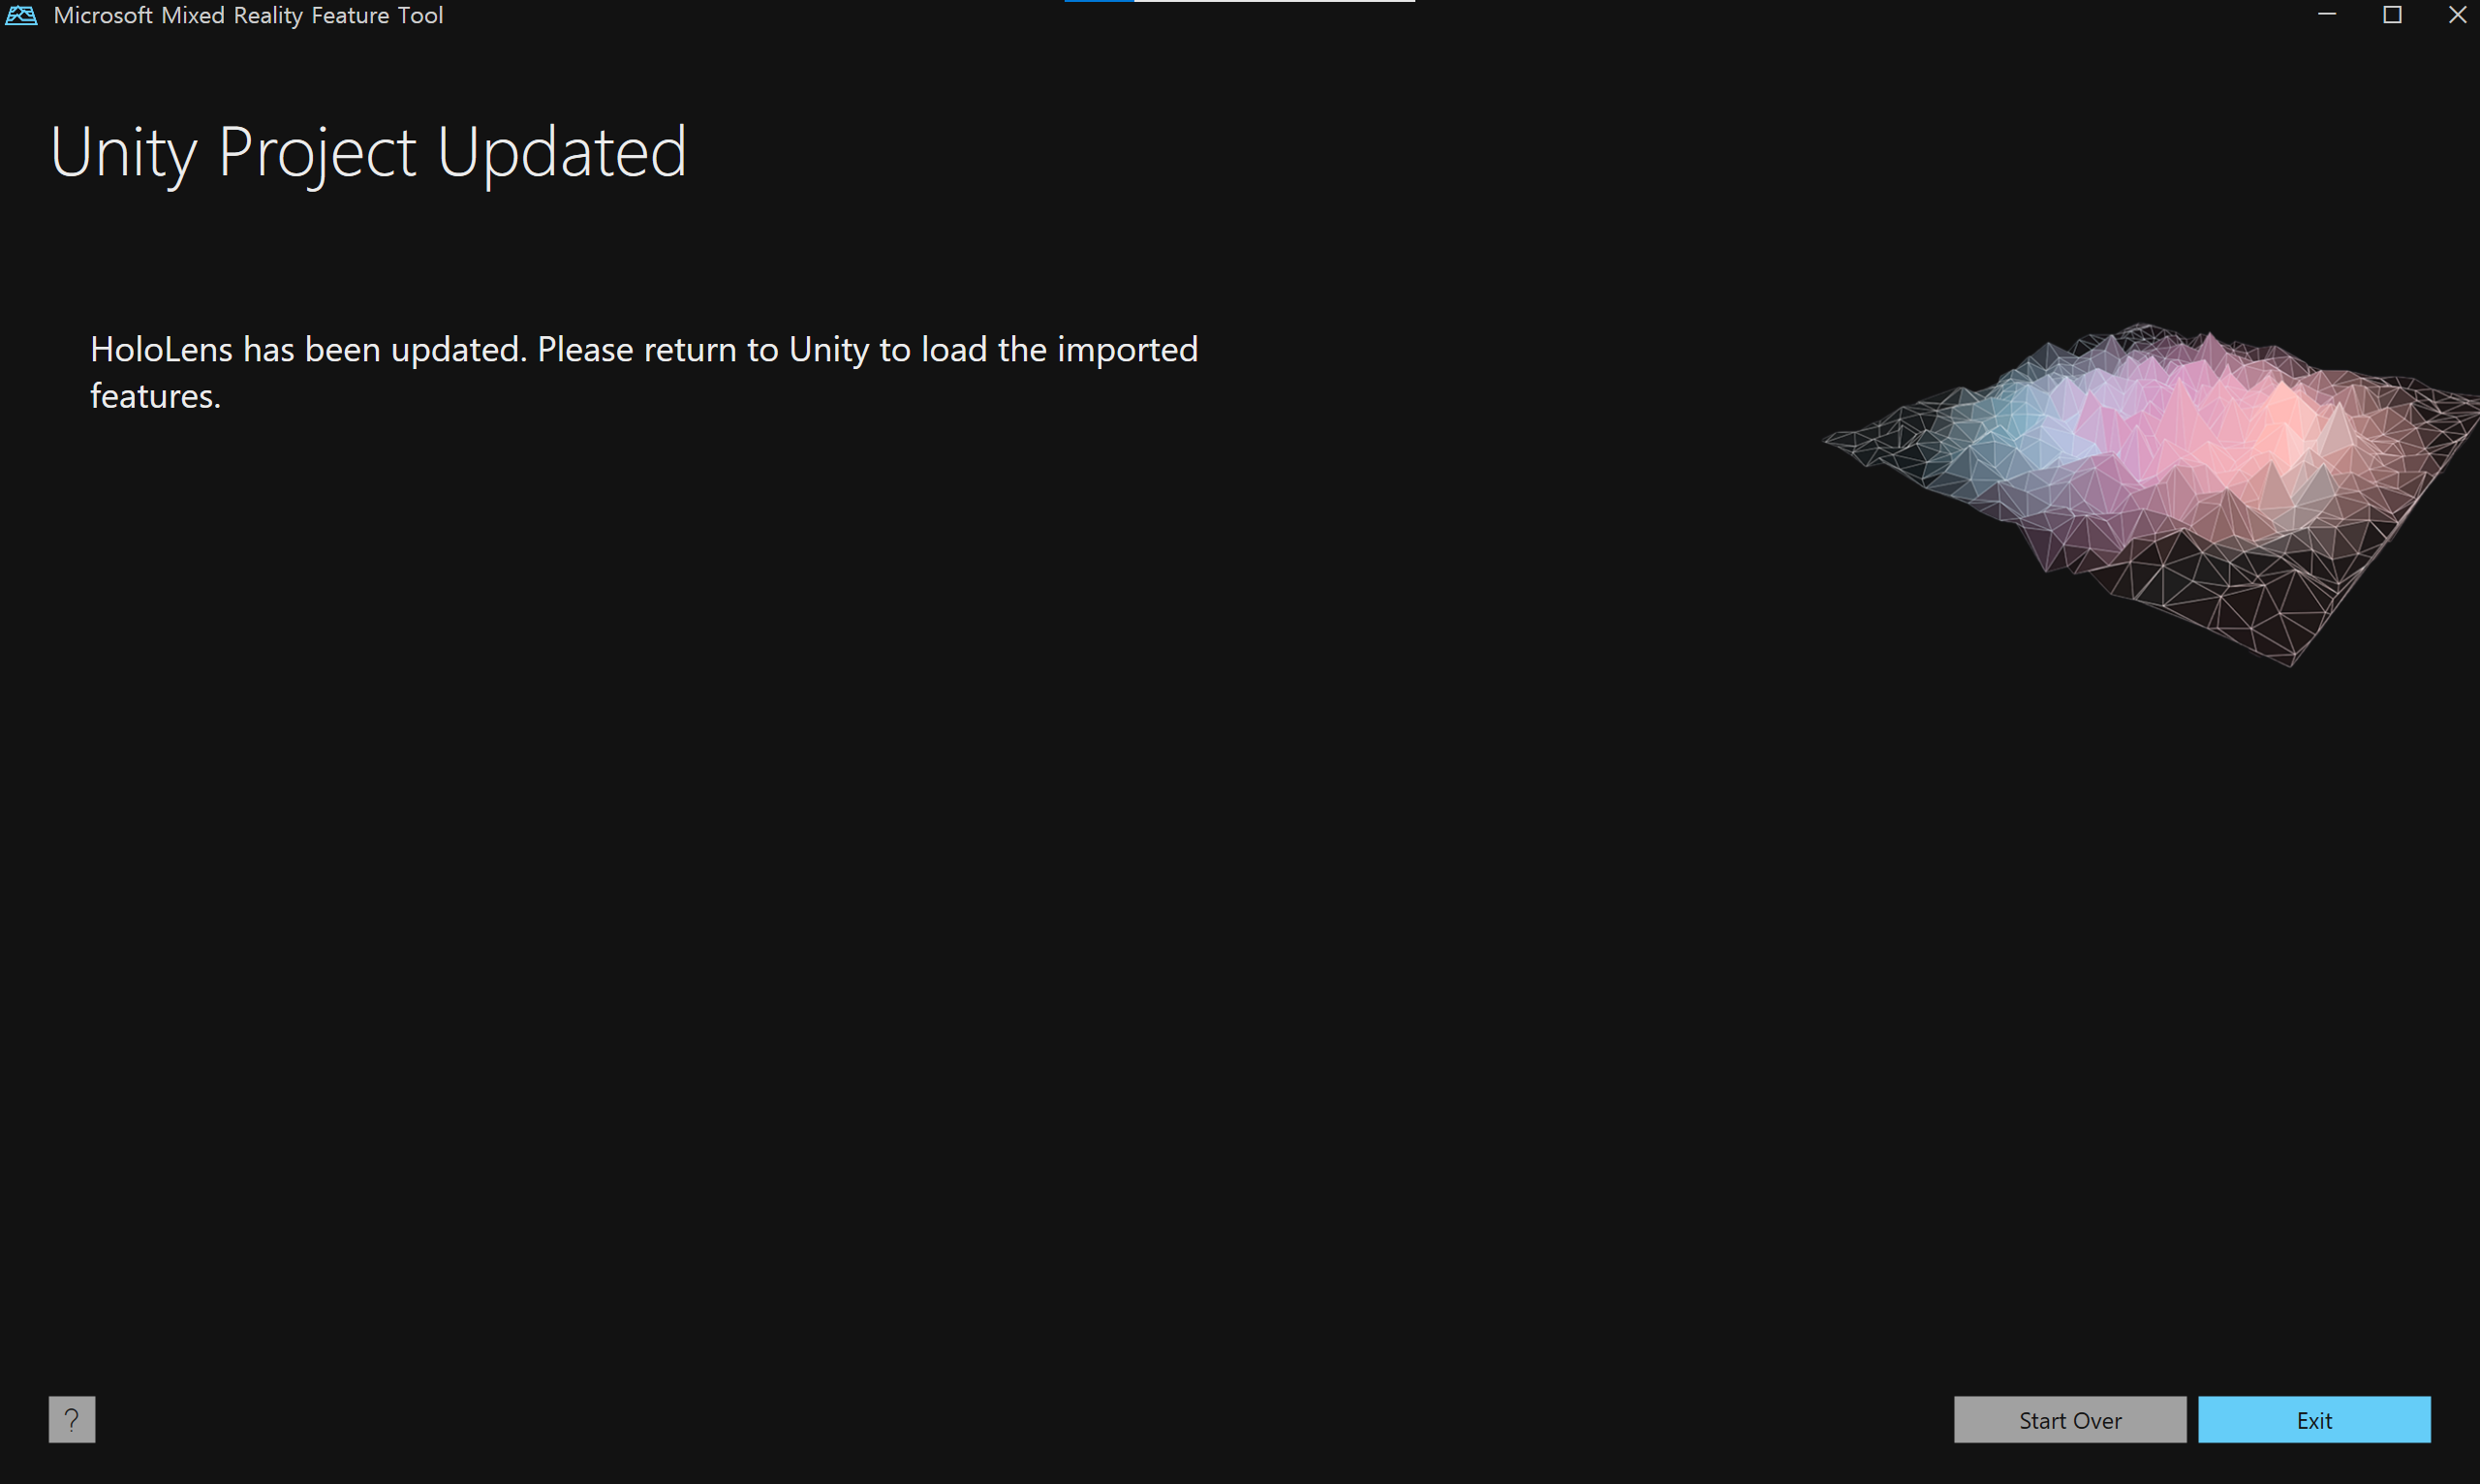 Microsoft Mixed Reality Feature Tool
Unity Project Updated
HoloLens has been updated. Please return to Unity to load the imported
features.
?
Start Over
Exit